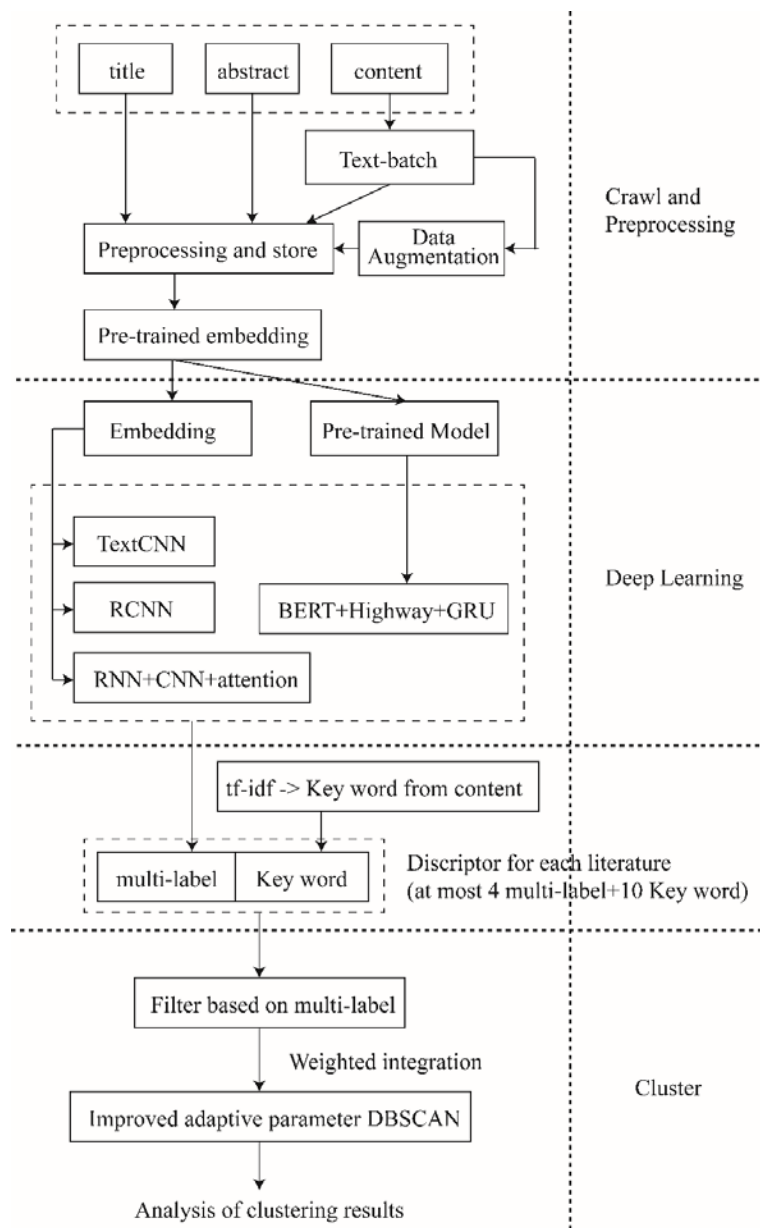 title
abstract
content
Text-batch
Crawl and
Preprocessing
Preprocessing and store
Data
Augmentation
Pre-trained embedding
Embedding
Pre-trained Model
TextCNN
RCNN
BERT+Highway+GRU
Deep Learning
RNN+CNN+attention
tf-idf -> Key word from content
multi-label
Key word
Discriptor for each literature
(at most 4 multi-label+10 Key word)
Filter based on multi-label
Weighted integration
Cluster
Improved adaptive parameter DBSCAN
Analysis of clustering results